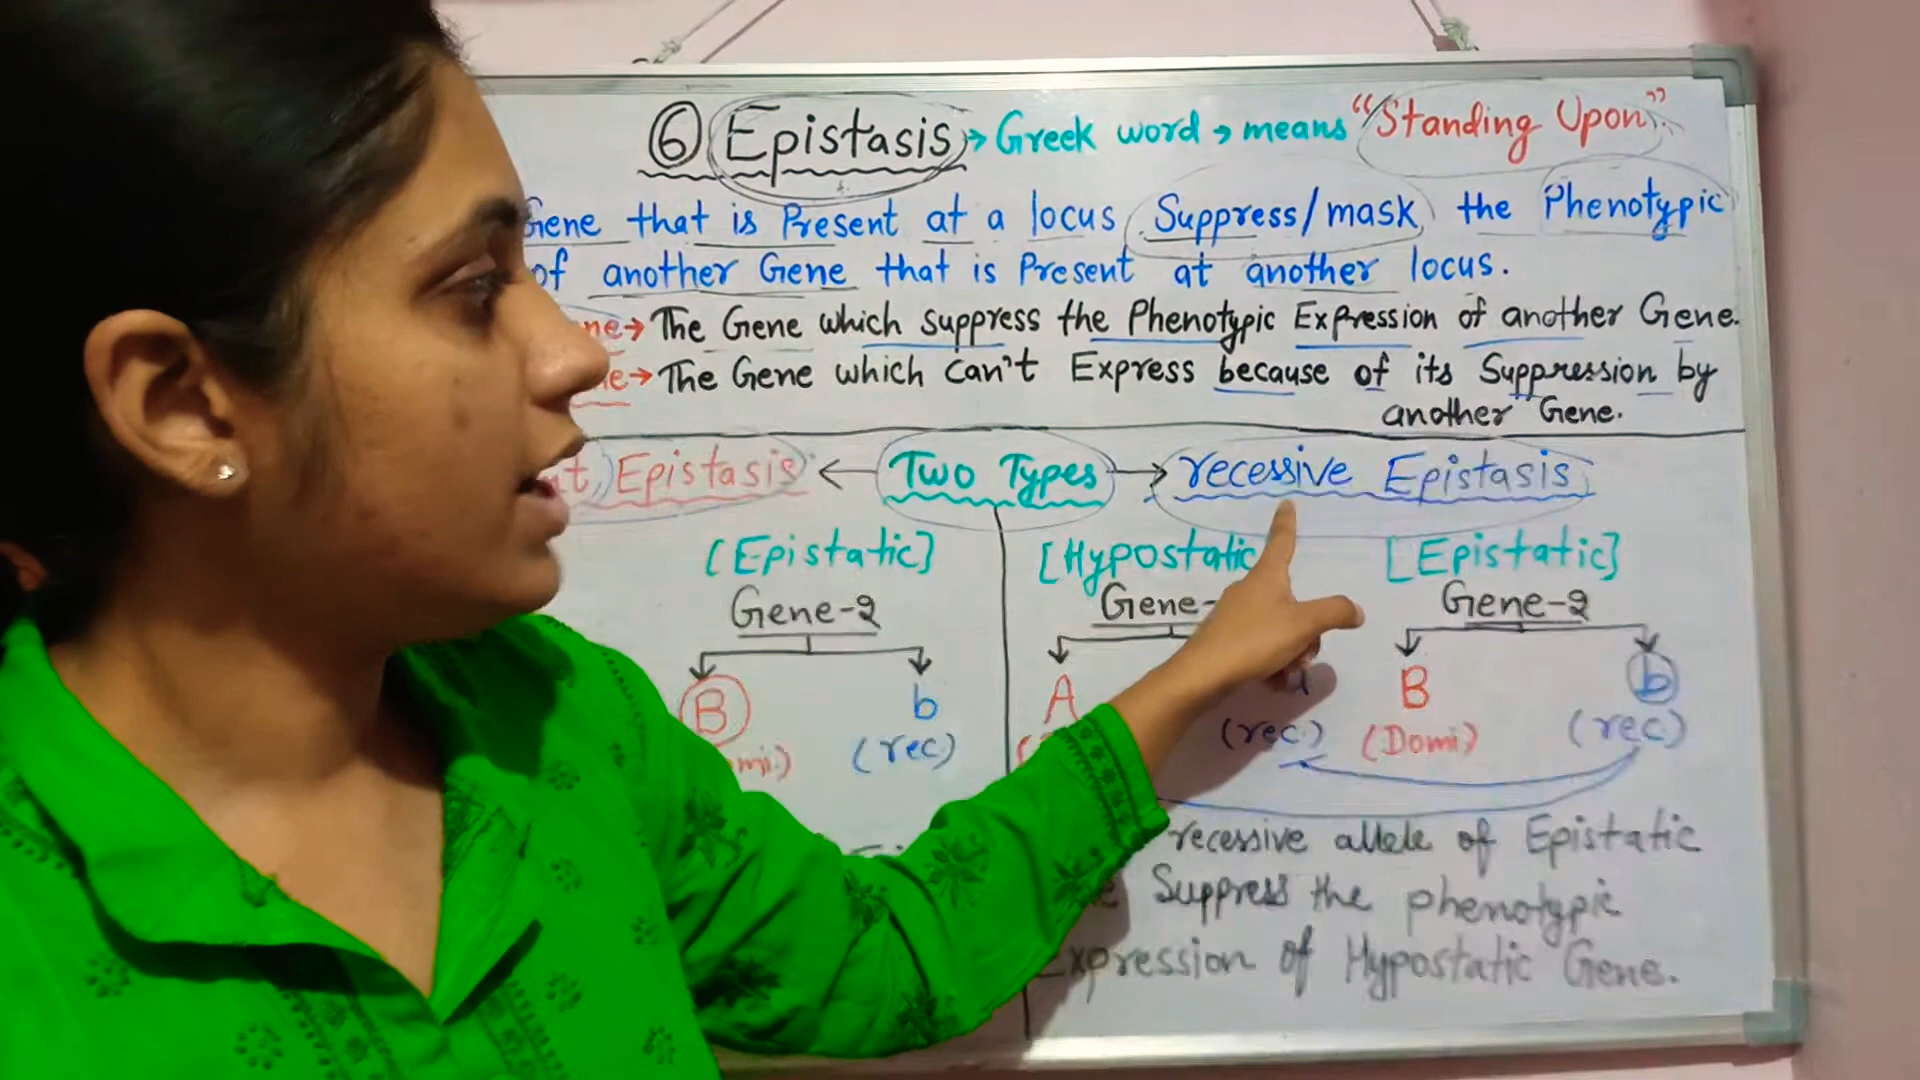 ⑥ Epistasis → Greek word → means “Standing Upon”.
Gene that is Present at a locus Suppress/mask the Phenotypic
of another Gene that is Present at another locus.
ne → The Gene which suppress the Phenotypic Expression of another Gene.
e → The Gene which can't Express because of its Suppression by
another Gene.
t Epistasis ← Two Types → recessive Epistasis
[Epistatic] [Hypostatic [Epistatic]
Gene-2 Gene- Gene-2
B b A B b
omi.) (rec) (rec.) (Domi) (rec)
recessive allele of Epistatic
Suppress the phenotypic
Expression of Hypostatic Gene.